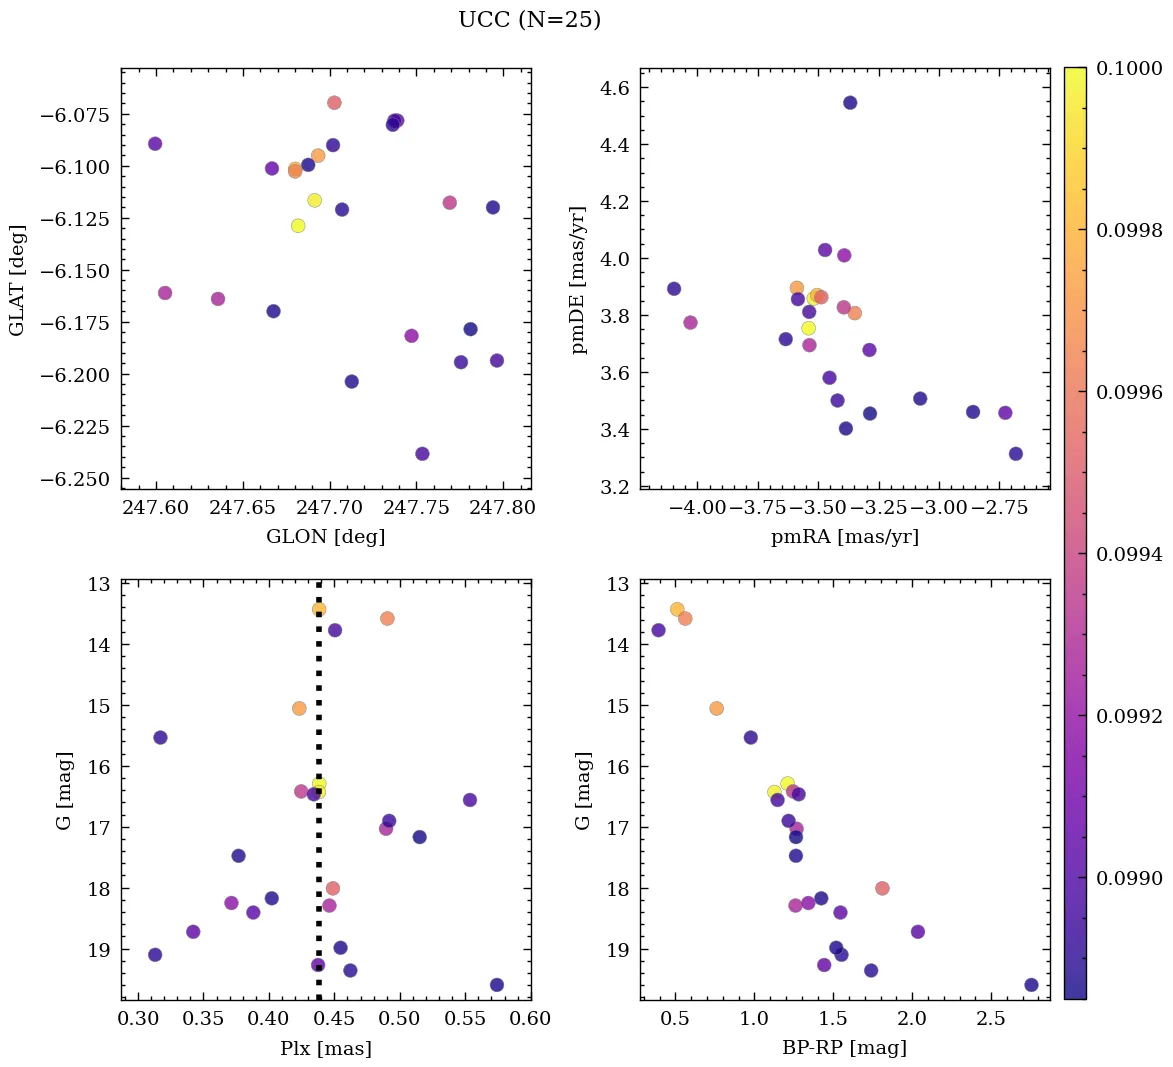 UCC (N=25)
−6.075
−6.100
−6.125
−6.150
−6.175
−6.200
−6.225
−6.250
GLAT [deg]
247.60 247.65 247.70 247.75 247.80
GLON [deg]
4.6
4.4
4.2
4.0
3.8
3.6
3.4
3.2
pmDE [mas/yr]
−4.00 −3.75 −3.50 −3.25 −3.00 −2.75
pmRA [mas/yr]
0.1000
0.0998
0.0996
0.0994
0.0992
0.0990
13
14
15
16
17
18
19
G [mag]
0.30 0.35 0.40 0.45 0.50 0.55 0.60
Plx [mas]
13
14
15
16
17
18
19
G [mag]
0.5 1.0 1.5 2.0 2.5
BP-RP [mag]